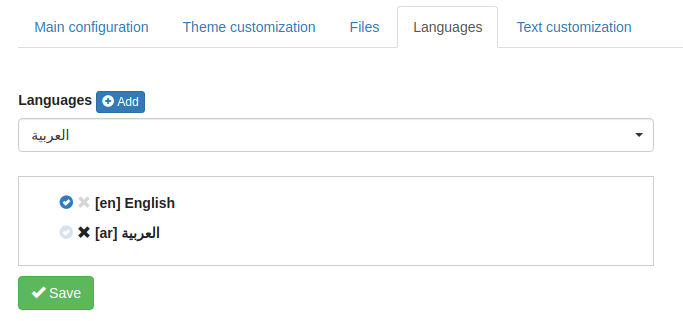 Main configuration Theme customization Files Languages Text customization
Languages Add
العربية
[en] English
[ar] العربية
Save